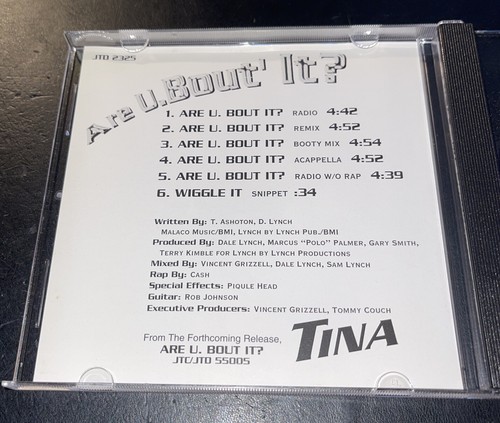 JTD 2325
Are U. Bout' It?
1. ARE U. BOUT IT? RADIO 4:42
2. ARE U. BOUT IT? REMIX 4:52
3. ARE U. BOUT IT? BOOTY MIX 4:54
4. ARE U. BOUT IT? ACAPPELLA 4:52
5. ARE U. BOUT IT? RADIO W/O RAP 4:39
6. WIGGLE IT SNIPPET :34
Written By: T. Ashoton, D. Lynch
Malaco Music/BMI, Lynch by Lynch Pub./BMI
Produced By: Dale Lynch, Marcus "Polo" Palmer, Gary Smith,
Terry Kimble for Lynch by Lynch Productions
Mixed By: Vincent Grizzell, Dale Lynch, Sam Lynch
Rap By: Cash
Special Effects: Piqule Head
Guitar: Rob Johnson
Executive Producers: Vincent Grizzell, Tommy Couch
From The Forthcoming Release,
ARE U. BOUT IT?
JTC/JTD 55005
TINA